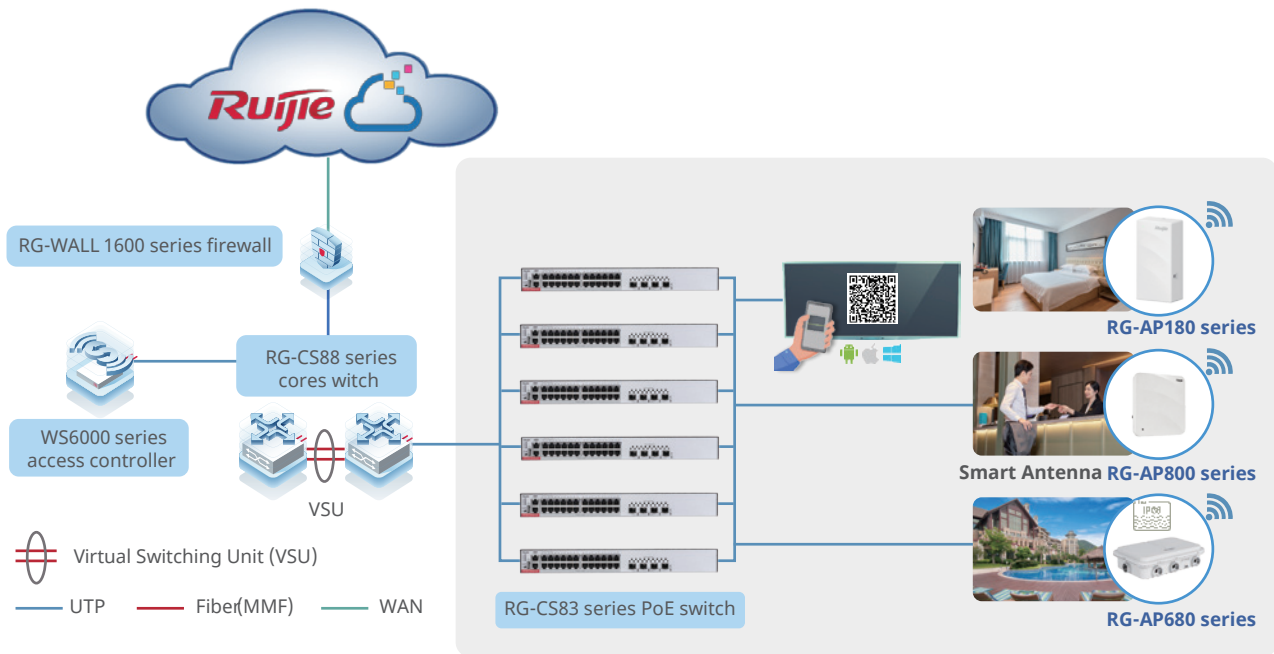 Ruijie
RG-WALL 1600 series firewall
RG-CS88 series
cores witch
WS6000 series
access controller
VSU
Virtual Switching Unit (VSU)
UTP
Fiber(MMF)
WAN
RG-CS83 series PoE switch
RG-AP180 series
Smart Antenna RG-AP800 series
IP68
RG-AP680 series